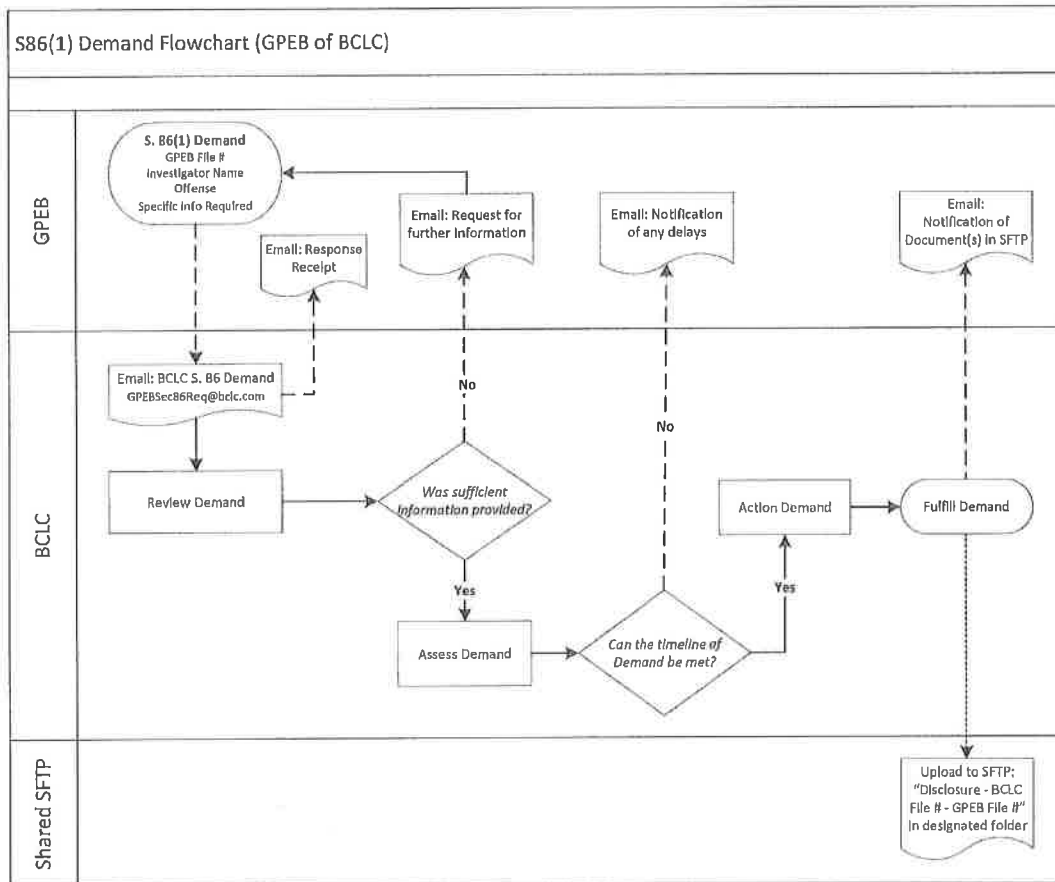 S86(1) Demand Flowchart (GPEB of BCLC)
GPEB
S. 86(1) Demand
GPEB File #
Investigator Name
Offense
Specific Info Required
Email: Response
Receipt
Email: Request for
further information
Email: Notification
of any delays
Email:
Notification of
Document(s) in SFTP
BCLC
Email: BCLC S. 86 Demand
GPEBSec86Req@bclc.com
No
No
Review Demand
Was sufficient
information provided?
Action Demand
Fulfill Demand
Yes
Yes
Assess Demand
Can the timeline of
Demand be met?
Shared SFTP
Upload to SFTP:
"Disclosure - BCLC
File # - GPEB File #"
in designated folder